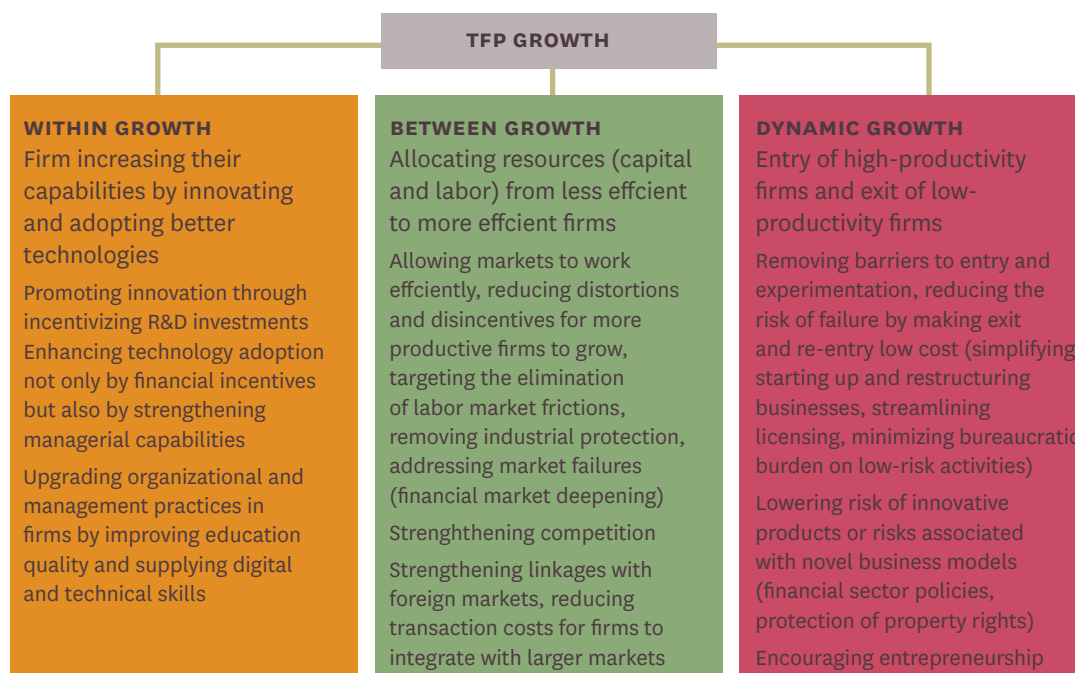 TFP GROWTH
WITHIN GROWTH
Firm increasing their
capabilities by innovating
and adopting better
technologies
Promoting innovation through
incentivizing R&D investments
Enhancing technology adoption
not only by financial incentives
but also by strengthening
managerial capabilities
Upgrading organizational and
management practices in
firms by improving education
quality and supplying digital
and technical skills
BETWEEN GROWTH
Allocating resources (capital
and labor) from less effcient
to more effcient firms
Allowing markets to work
effciently, reducing distortions
and disincentives for more
productive firms to grow,
targeting the elimination
of labor market frictions,
removing industrial protection,
addressing market failures
(financial market deepening)
Strenghthening competition
Strengthening linkages with
foreign markets, reducing
transaction costs for firms to
integrate with larger markets
DYNAMIC GROWTH
Entry of high-productivity
firms and exit of low-
productivity firms
Removing barriers to entry and
experimentation, reducing the
risk of failure by making exit
and re-entry low cost (simplifying
starting up and restructuring
businesses, streamlining
licensing, minimizing bureaucratic
burden on low-risk activities)
Lowering risk of innovative
products or risks associated
with novel business models
(financial sector policies,
protection of property rights)
Encouraging entrepreneurship